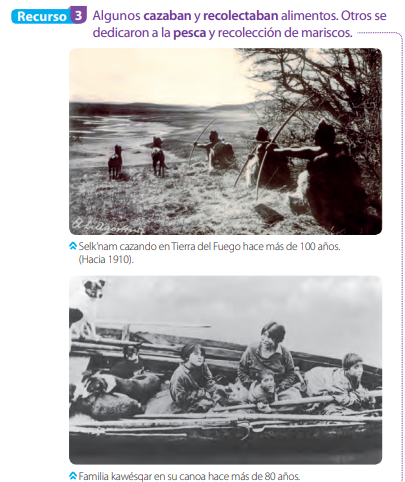 Recurso 3 Algunos cazaban y recolectaban alimentos. Otros se
dedicaron a la pesca y recolección de mariscos.
Selk'nam cazando en Tierra del Fuego hace más de 100 años.
(Hacia 1910).
Familia kawésqar en su canoa hace más de 80 años.